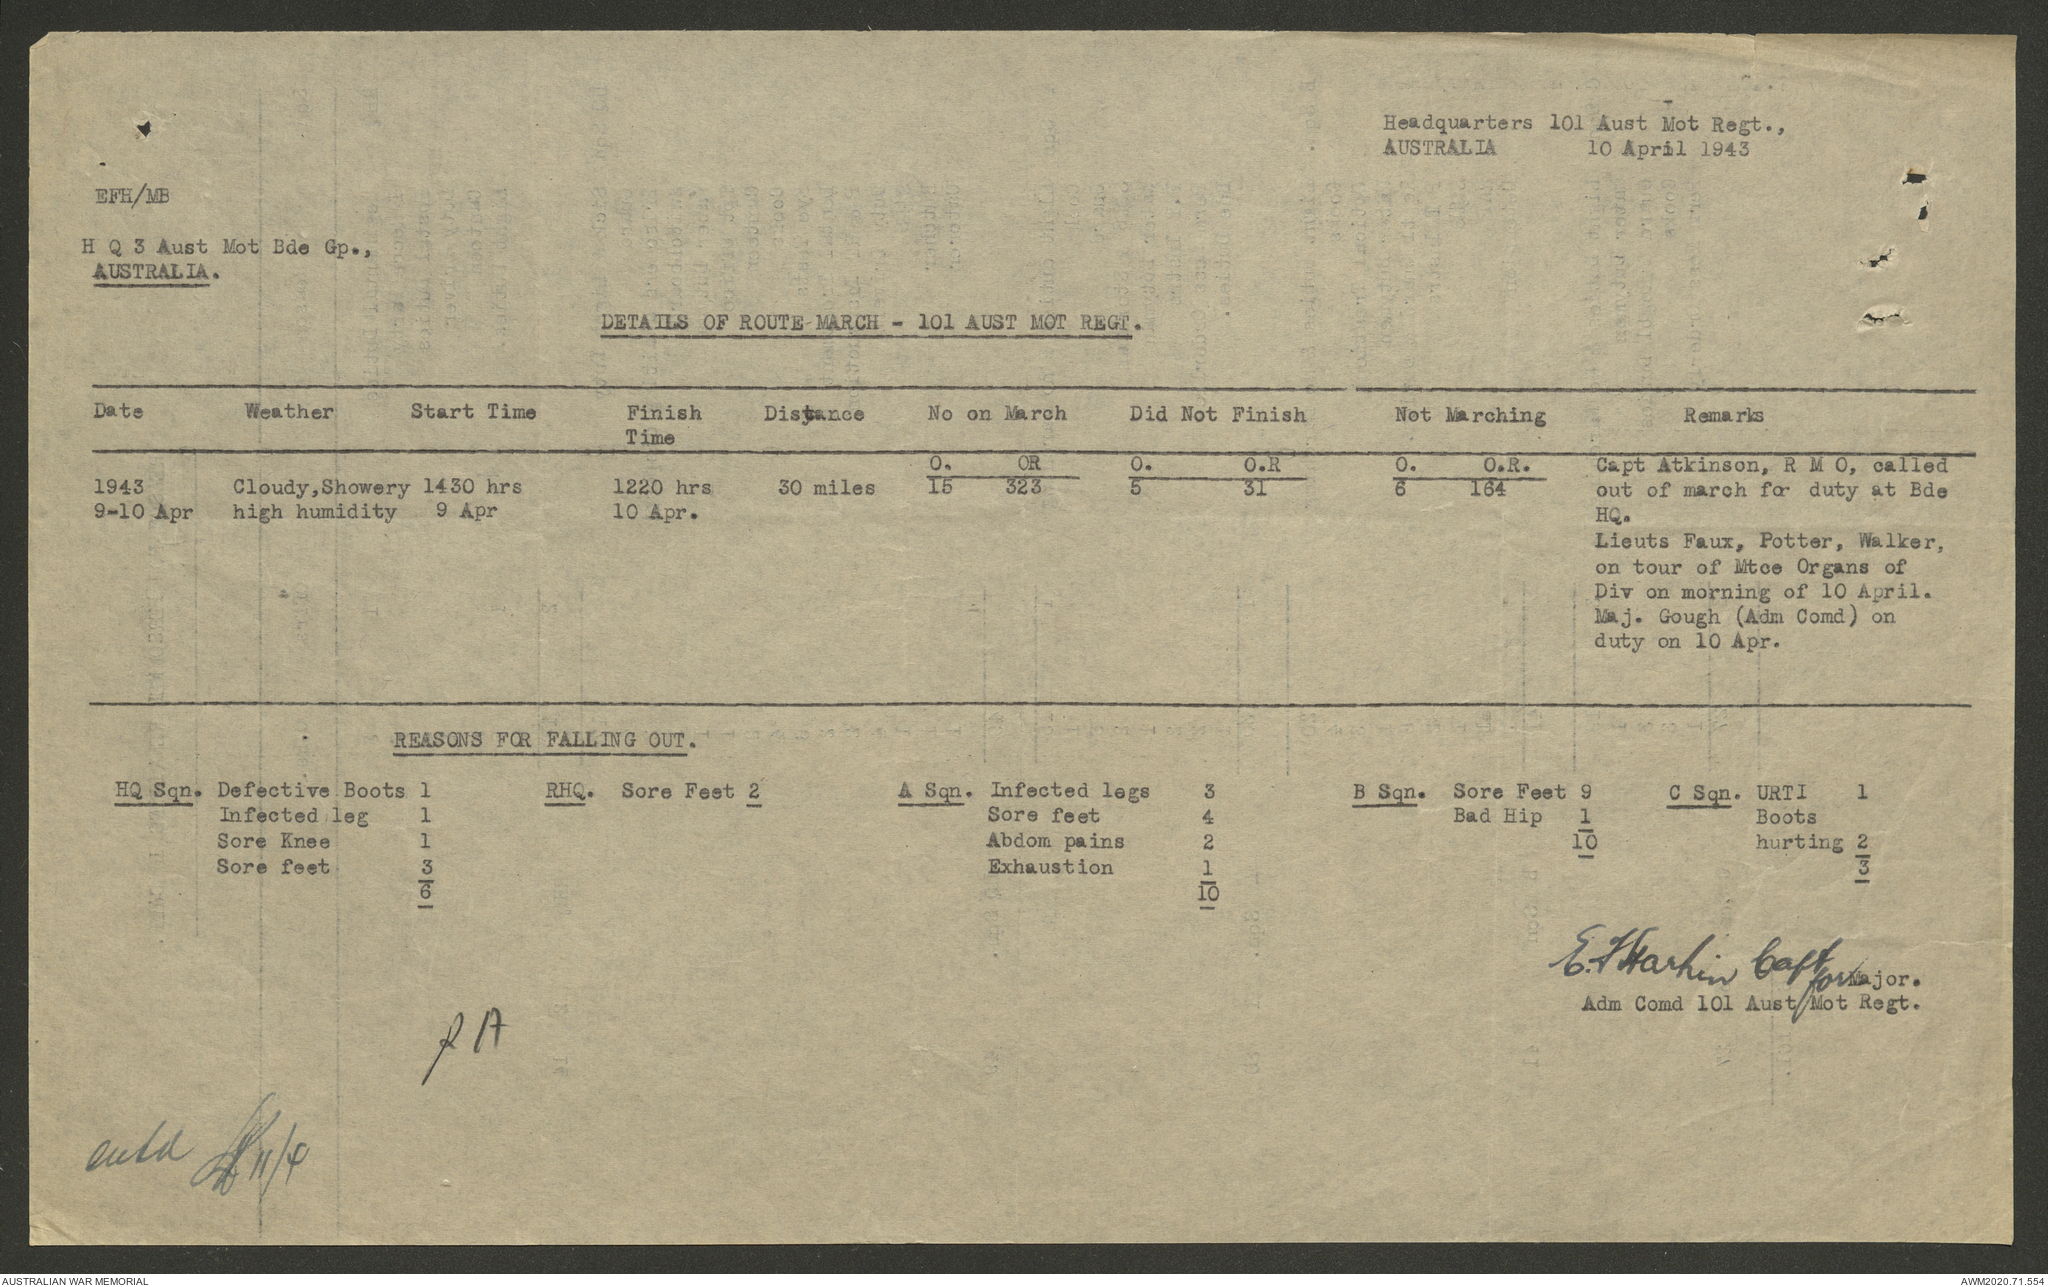 Headquarters 101 Aust Mot Regt.,
AUSTRALIA 10 April 1943
EFH/MB
H Q 3 Aust Mot Bde Gp.,
AUSTRALIA.
DETAILS OF ROUTE MARCH - 101 AUST MOT REGT.
Date Weather Start Time Finish Time Distance No on March Did Not Finish Not Marching Remarks
O. OR O. O.R O. O.R.
1943 Cloudy,Showery 1430 hrs 1220 hrs 30 miles 15 323 5 31 6 164
9-10 Apr high humidity 9 Apr 10 Apr.
Capt Atkinson, R M O, called
out of march for duty at Bde
HQ.
Lieuts Faux, Potter, Walker,
on tour of Mtce Organs of
Div on morning of 10 April.
Maj. Gough (Adm Comd) on
duty on 10 Apr.
REASONS FOR FALLING OUT.
HQ Sqn. Defective Boots 1
Infected leg 1
Sore Knee 1
Sore feet 3
6
RHQ. Sore Feet 2
A Sqn. Infected legs 3
Sore feet 4
Abdom pains 2
Exhaustion 1
10
B Sqn. Sore Feet 9
Bad Hip 1
10
C Sqn. URTI 1
Boots
hurting 2
3
E.F Harkin Capt
for Major.
Adm Comd 101 Aust Mot Regt.
11/4
AUSTRALIAN WAR MEMORIAL
AWM2020.71.554